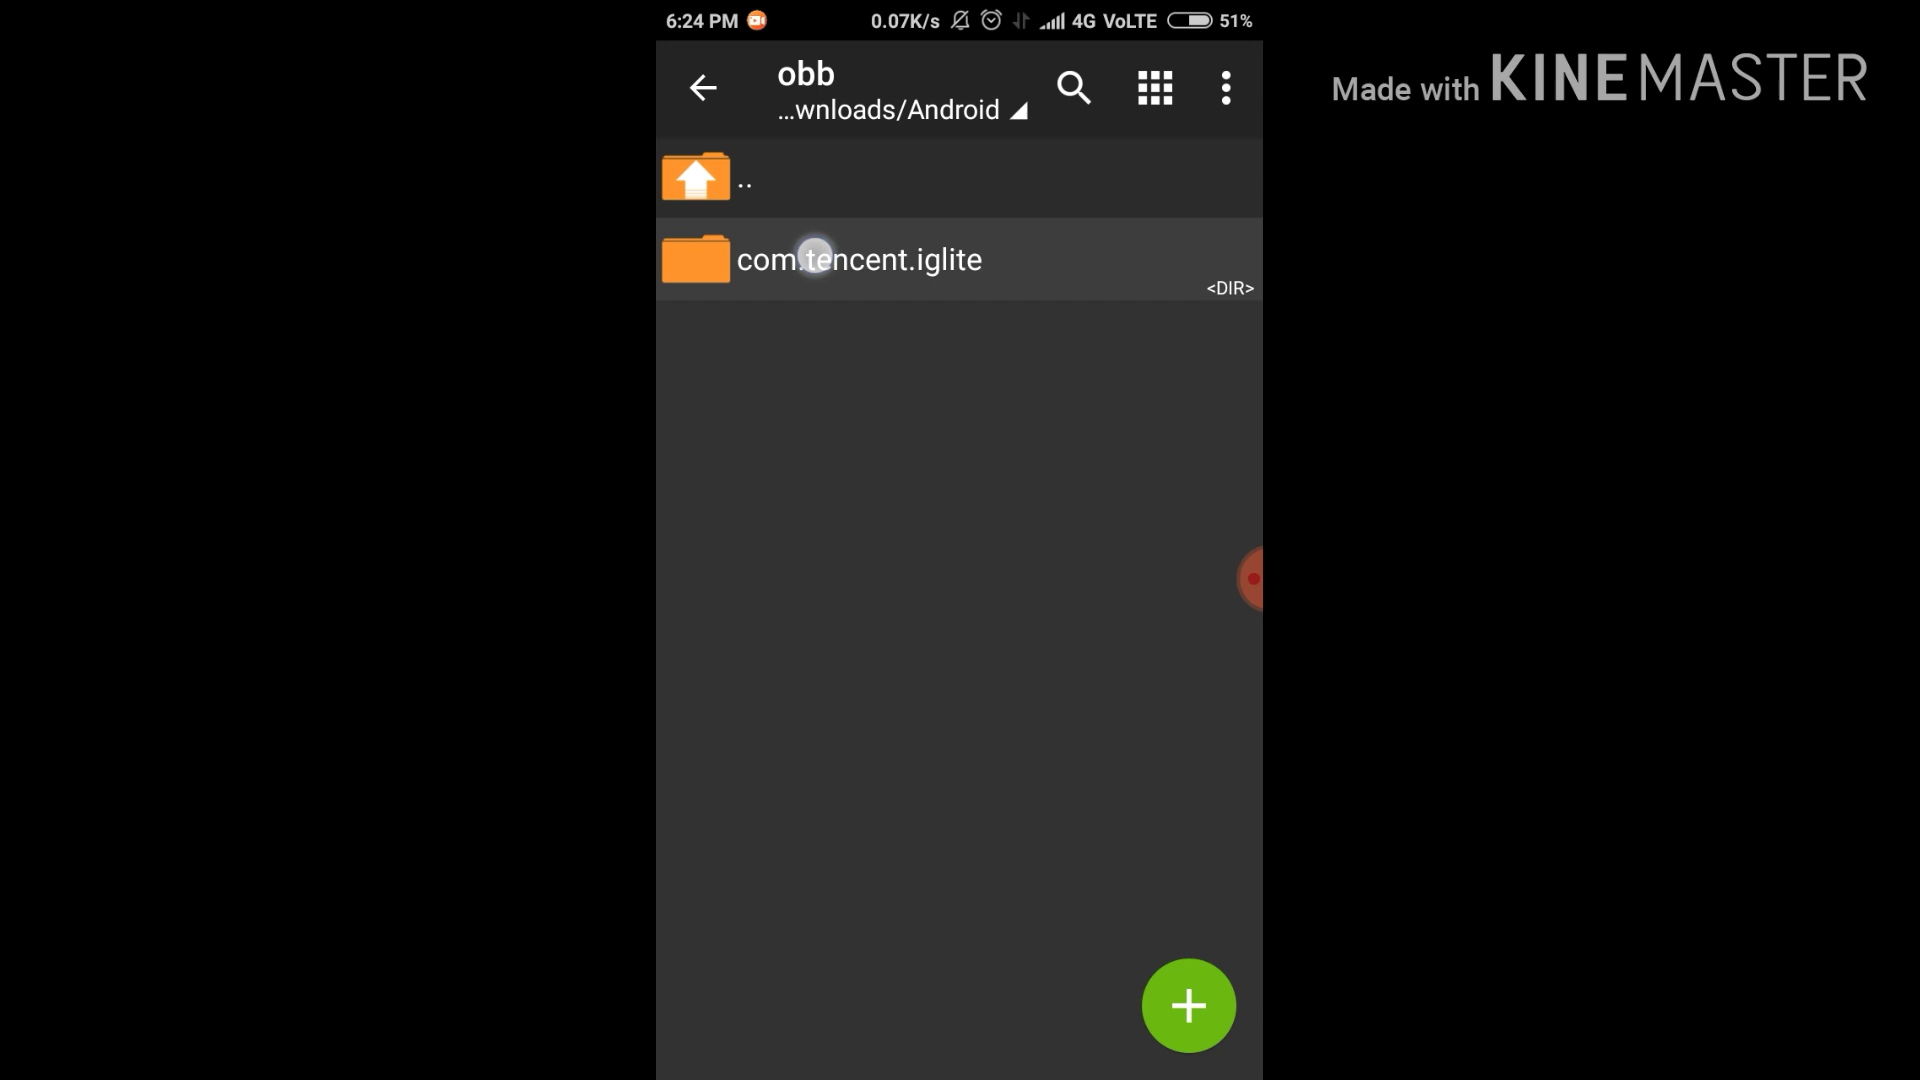 6:24 PM 0.07K/s 4G VoLTE 51%
Made with KINEMASTER
obb
...wnloads/Android
..
com.tencent.iglite
<DIR>